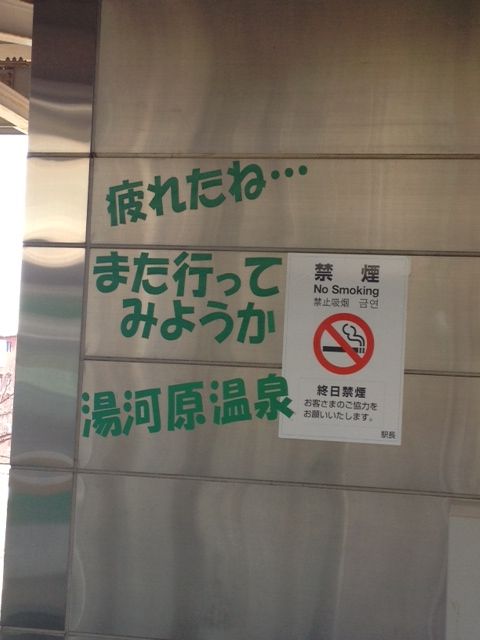 疲れたね…
また行って
みようか
湯河原温泉
禁 煙
No Smoking
禁止吸烟 금연
終日禁煙
お客さまのご協力を
お願いいたします。
駅長